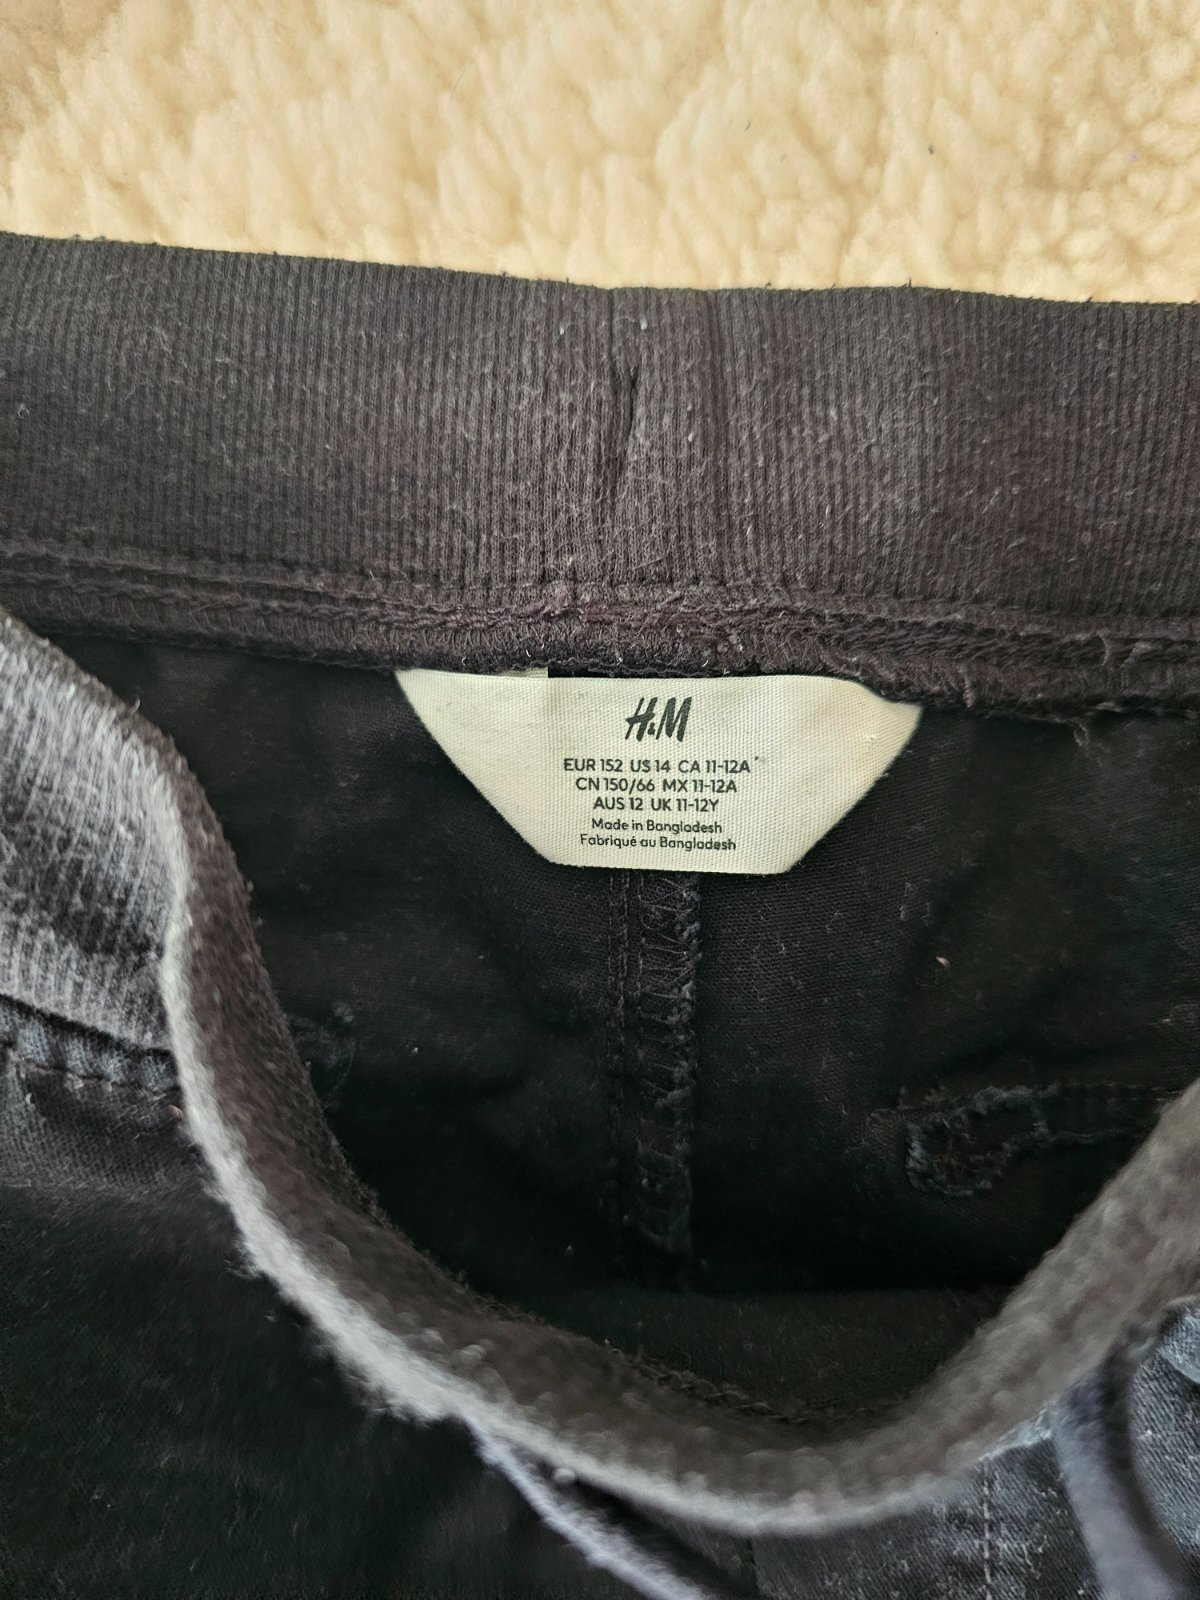 H&M
EUR 152 US 14 CA 11-12A
CN 150/66 MX 11-12A
AUS 12 UK 11-12Y
Made in Bangladesh
Fabriqué au Bangladesh